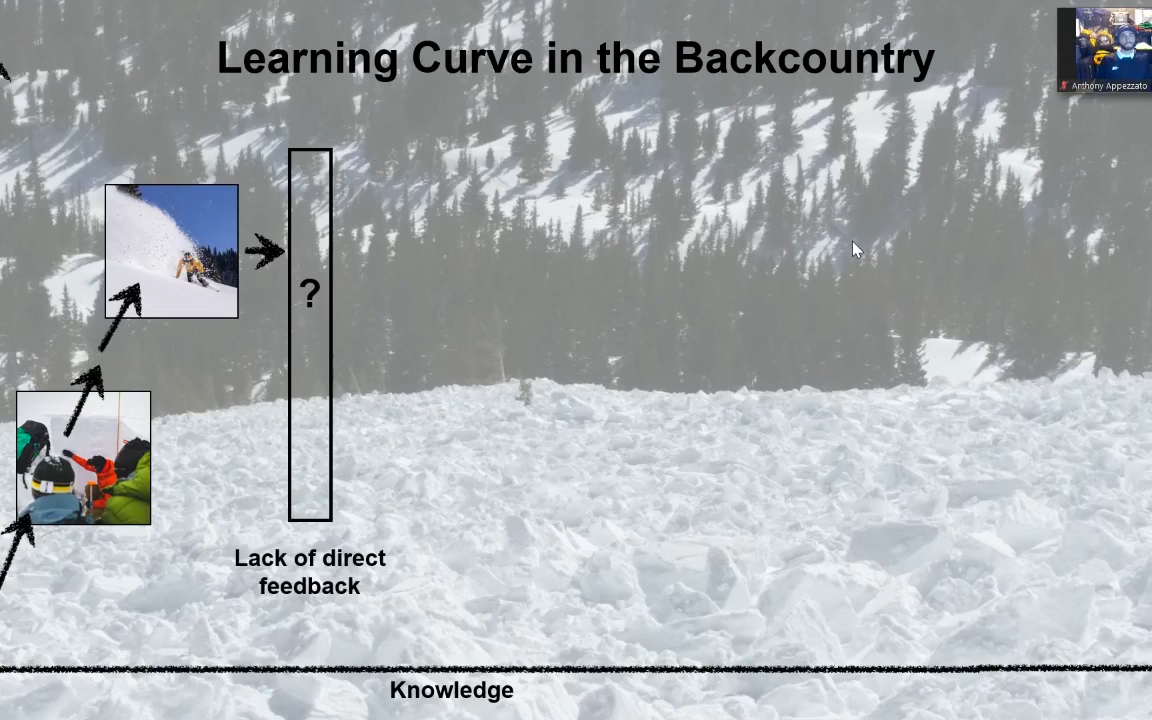 Learning Curve in the Backcountry
Anthony Appezzato
?
Lack of direct
feedback
Knowledge